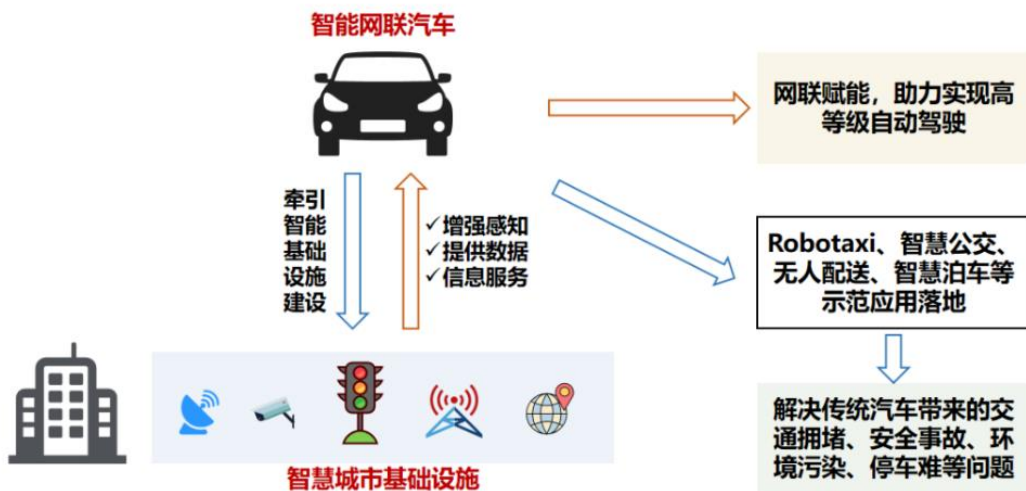 智能网联汽车
网联赋能，助力实现高
等级自动驾驶
牵引
智能
基础
设施
建设
✓增强感知
✓提供数据
✓信息服务
Robotaxi、智慧公交、
无人配送、智慧泊车等
示范应用落地
解决传统汽车带来的交
通拥堵、安全事故、环
境污染、停车难等问题
智慧城市基础设施